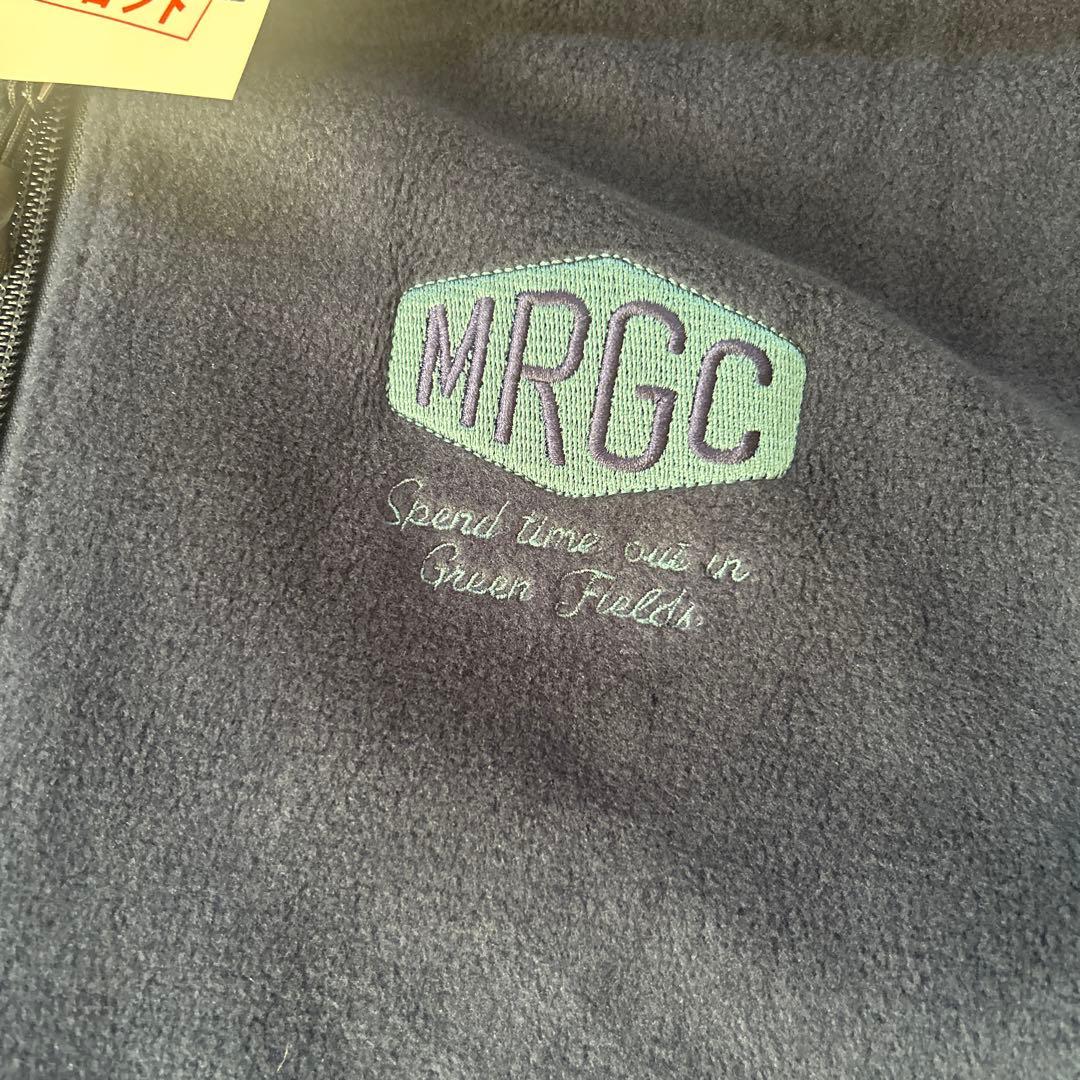 MRGC
Spend time out in
Green Fields.